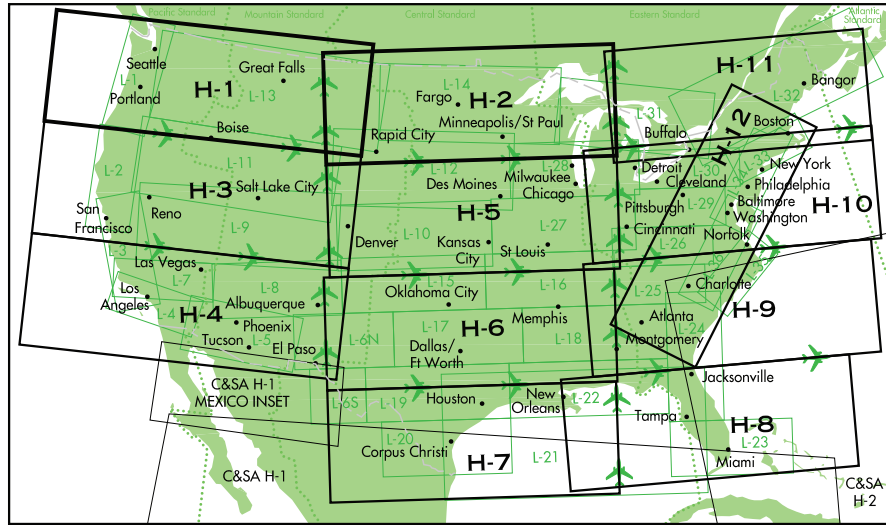 Pacific Standard
Mountain Standard
Central Standard
Eastern Standard
Atlantic
Standard
Seattle
L-1
Portland
Great Falls
H-1
L-13
Boise
L-14
Fargo
H-2
Minneapolis/St Paul
Rapid City
H-11
Bangor
L-32
L-31
Boston
Buffalo
H-12
L-2
L-11
H-3
Salt Lake City
Reno
San
Francisco
L-9
L-12
Des Moines
H-5
Milwaukee
Chicago
L-28
Denver
L-10
Kansas
City
St Louis
L-27
Detroit
Cleveland
L-30
L-33
L-34
New York
Philadelphia
Baltimore
Washington
H-10
Pittsburgh
L-29
Cincinnati
L-26
Norfolk
L-3
Las Vegas
L-7
L-8
Los
Angeles
L-4
H-4
Albuquerque
Phoenix
Tucson
L-5
El Paso
L-15
Oklahoma City
L-16
Memphis
L-6N
L-17
H-6
Dallas/
Ft Worth
L-18
L-25
Charlotte
H-9
Atlanta
L-24
Montgomery
C&SA H-1
MEXICO INSET
L-6S
L-19
Houston
New
Orleans
L-22
Jacksonville
Tampa
H-8
L-23
Miami
L-20
Corpus Christi
H-7
L-21
C&SA H-1
C&SA
H-2